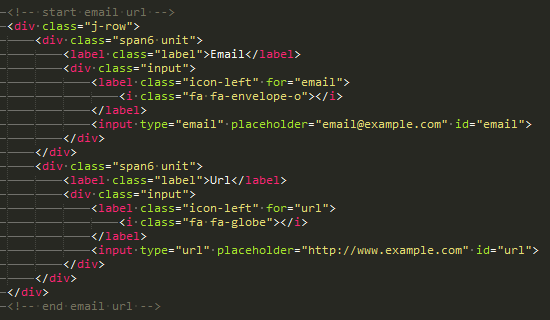 <!-- start email url -->
<div class="j-row">
<div class="span6 unit">
<label class="label">Email</label>
<div class="input">
<label class="icon-left" for="email">
<i class="fa fa-envelope-o"></i>
</label>
<input type="email" placeholder="email@example.com" id="email">
</div>
</div>
<div class="span6 unit">
<label class="label">Url</label>
<div class="input">
<label class="icon-left" for="url">
<i class="fa fa-globe"></i>
</label>
<input type="url" placeholder="http://www.example.com" id="url">
</div>
</div>
</div>
<!-- end email url -->